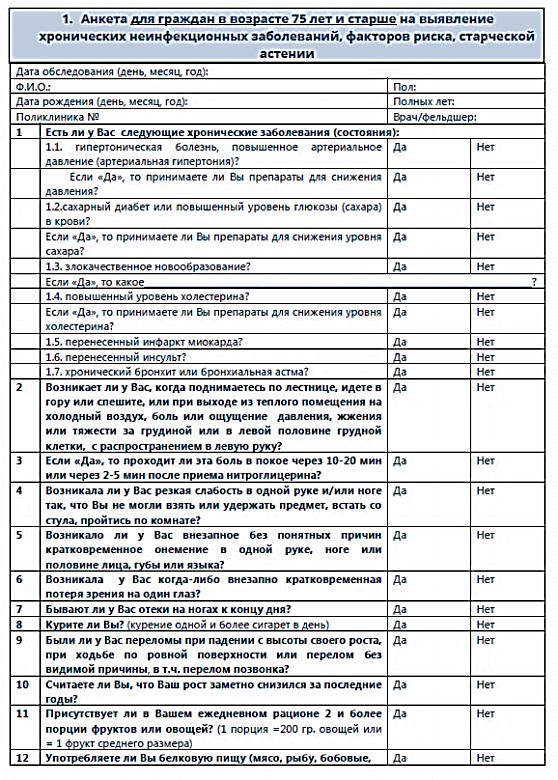 1. Анкета для граждан в возрасте 75 лет и старше на выявление
хронических неинфекционных заболеваний, факторов риска, старческой
астении
Дата обследования (день, месяц, год):
Ф.И.О.: Пол:
Дата рождения (день, месяц, год): Полных лет:
Поликлиника № Врач/фельдшер:
1 Есть ли у Вас следующие хронические заболевания (состояния):
1.1. гипертоническая болезнь, повышенное артериальное Да Нет
давление (артериальная гипертония)?
Если «Да», то принимаете ли Вы препараты для снижения Да Нет
давления?
1.2.сахарный диабет или повышенный уровень глюкозы (сахара) Да Нет
в крови?
Если «Да», то принимаете ли Вы препараты для снижения уровня Да Нет
сахара?
1.3. злокачественное новообразование? Да Нет
Если «Да», то какое ?
1.4. повышенный уровень холестерина? Да Нет
Если «Да», то принимаете ли Вы препараты для снижения уровня Да Нет
холестерина?
1.5. перенесенный инфаркт миокарда? Да Нет
1.6. перенесенный инсульт? Да Нет
1.7. хронический бронхит или бронхиальная астма? Да Нет
2 Возникает ли у Вас, когда поднимаетесь по лестнице, идете в Да Нет
гору или спешите, или при выходе из теплого помещения на
холодный воздух, боль или ощущение давления, жжения
или тяжести за грудиной или в левой половине грудной
клетки, с распространением в левую руку?
3 Если «Да», то проходит ли эта боль в покое через 10-20 мин Да Нет
или через 2-5 мин после приема нитроглицерина?
4 Возникала ли у Вас резкая слабость в одной руке и/или ноге Да Нет
так, что Вы не могли взять или удержать предмет, встать со
стула, пройтись по комнате?
5 Возникало ли у Вас внезапное без понятных причин Да Нет
кратковременное онемение в одной руке, ноге или
половине лица, губы или языка?
6 Возникала у Вас когда-либо внезапно кратковременная Да Нет
потеря зрения на один глаз?
7 Бывают ли у Вас отеки на ногах к концу дня? Да Нет
8 Курите ли Вы? (курение одной и более сигарет в день) Да Нет
9 Были ли у Вас переломы при падении с высоты своего роста, Да Нет
при ходьбе по ровной поверхности или перелом без
видимой причины, в т.ч. перелом позвонка?
10 Считаете ли Вы, что Ваш рост заметно снизился за последние Да Нет
годы?
11 Присутствует ли в Вашем ежедневном рационе 2 и более Да Нет
порции фруктов или овощей? (1 порция =200 гр. овощей или
= 1 фрукт среднего размера)
12 Употребляете ли Вы белковую пищу (мясо, рыбу, бобовые, Да Нет